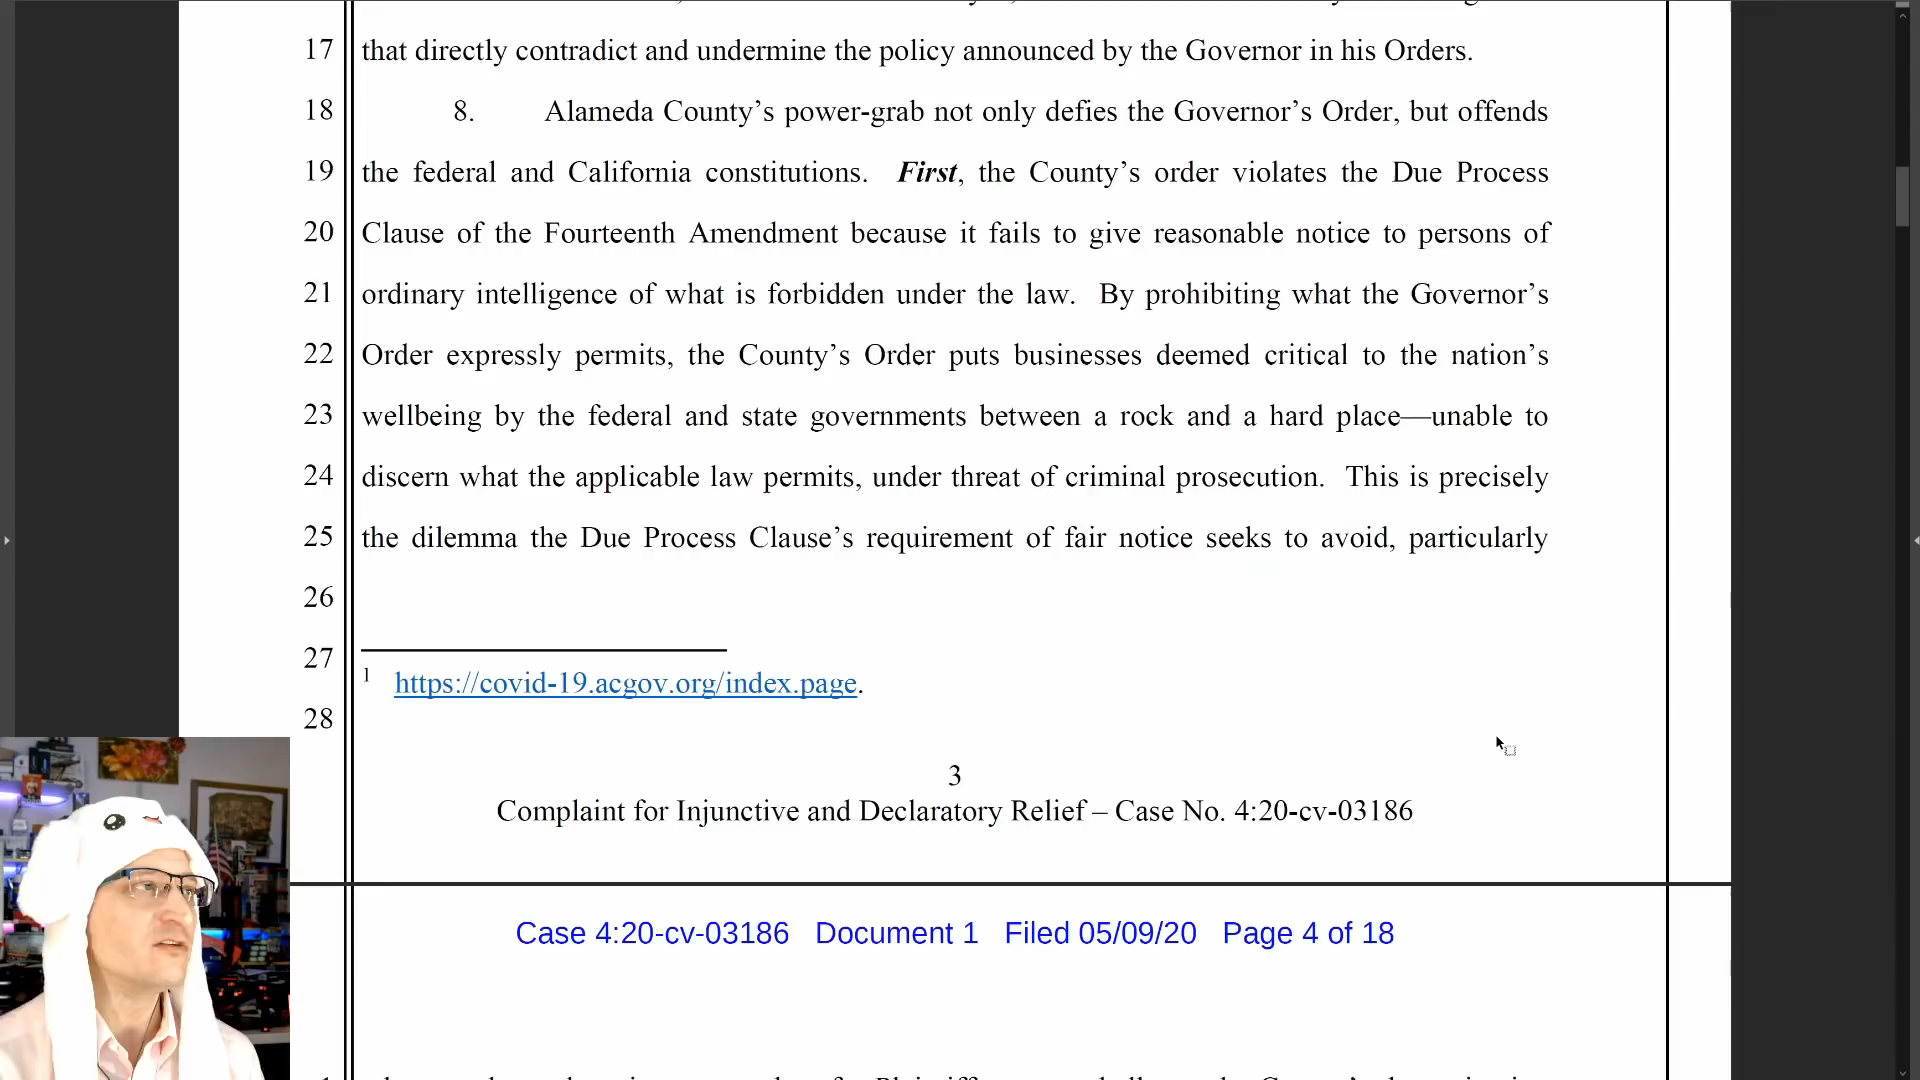 17 that directly contradict and undermine the policy announced by the Governor in his Orders.
18 8. Alameda County’s power-grab not only defies the Governor’s Order, but offends
19 the federal and California constitutions. First, the County’s order violates the Due Process
20 Clause of the Fourteenth Amendment because it fails to give reasonable notice to persons of
21 ordinary intelligence of what is forbidden under the law. By prohibiting what the Governor’s
22 Order expressly permits, the County’s Order puts businesses deemed critical to the nation’s
23 wellbeing by the federal and state governments between a rock and a hard place—unable to
24 discern what the applicable law permits, under threat of criminal prosecution. This is precisely
25 the dilemma the Due Process Clause’s requirement of fair notice seeks to avoid, particularly
26
27
1 https://covid-19.acgov.org/index.page.
28
3
Complaint for Injunctive and Declaratory Relief – Case No. 4:20-cv-03186
Case 4:20-cv-03186 Document 1 Filed 05/09/20 Page 4 of 18